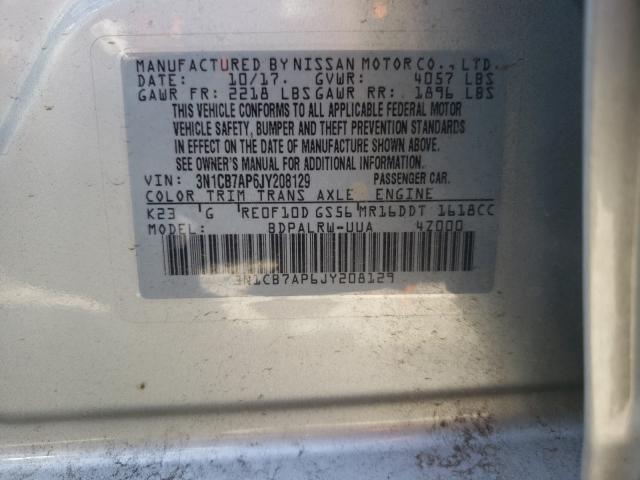 MANUFACTURED BY NISSAN MOTOR CO., LTD.
DATE: 10/17. GVWR: 4057 LBS
GAWR FR: 2218 LBS GAWR RR: 1896 LBS
THIS VEHICLE CONFORMS TO ALL APPLICABLE FEDERAL MOTOR
VEHICLE SAFETY, BUMPER AND THEFT PREVENTION STANDARDS
IN EFFECT ON THE DATE OF MANUFACTURE SHOWN ABOVE.
SEE OWNER'S MANUAL FOR ADDITIONAL INFORMATION.
VIN: 3N1CB7AP6JY208129 PASSENGER CAR.
COLOR TRIM TRANS AXLE ENGINE
K23 G RE0F10D GS56 MR16DDT 1618CC
MODEL: BDPALRW-UUA 4Z000
3N1CB7AP6JY208129